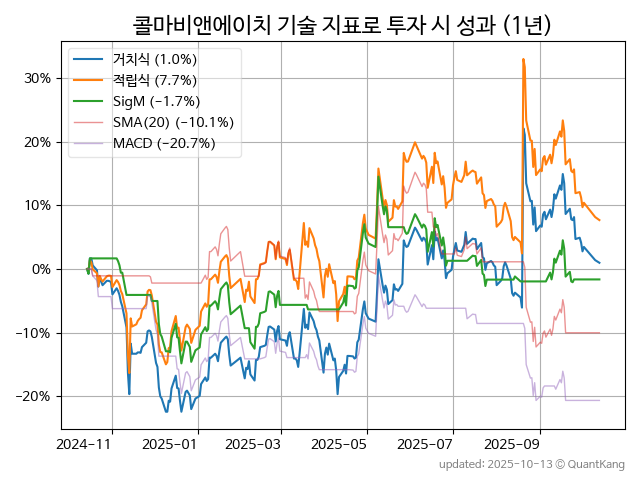 콜마비앤에이치 기술 지표로 투자 시 성과 (1년)
거치식 (1.0%)
적립식 (7.7%)
SigM (−1.7%)
SMA(20) (−10.1%)
MACD (−20.7%)
30%
20%
10%
0%
−10%
−20%
2024-11 2025-01 2025-03 2025-05 2025-07 2025-09
updated: 2025-10-13 © QuantKang